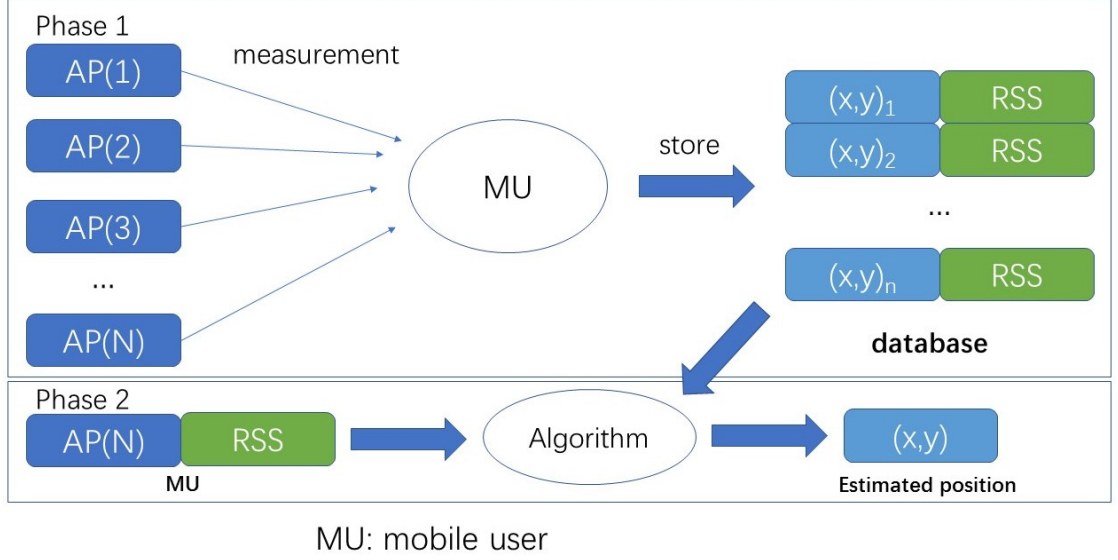 Phase 1
AP(1)
measurement
AP(2)
AP(3)
...
AP(N)
MU
store
(x,y)1 RSS
(x,y)2 RSS
...
(x,y)n RSS
database
Phase 2
AP(N) RSS
MU
Algorithm
(x,y)
Estimated position
MU: mobile user